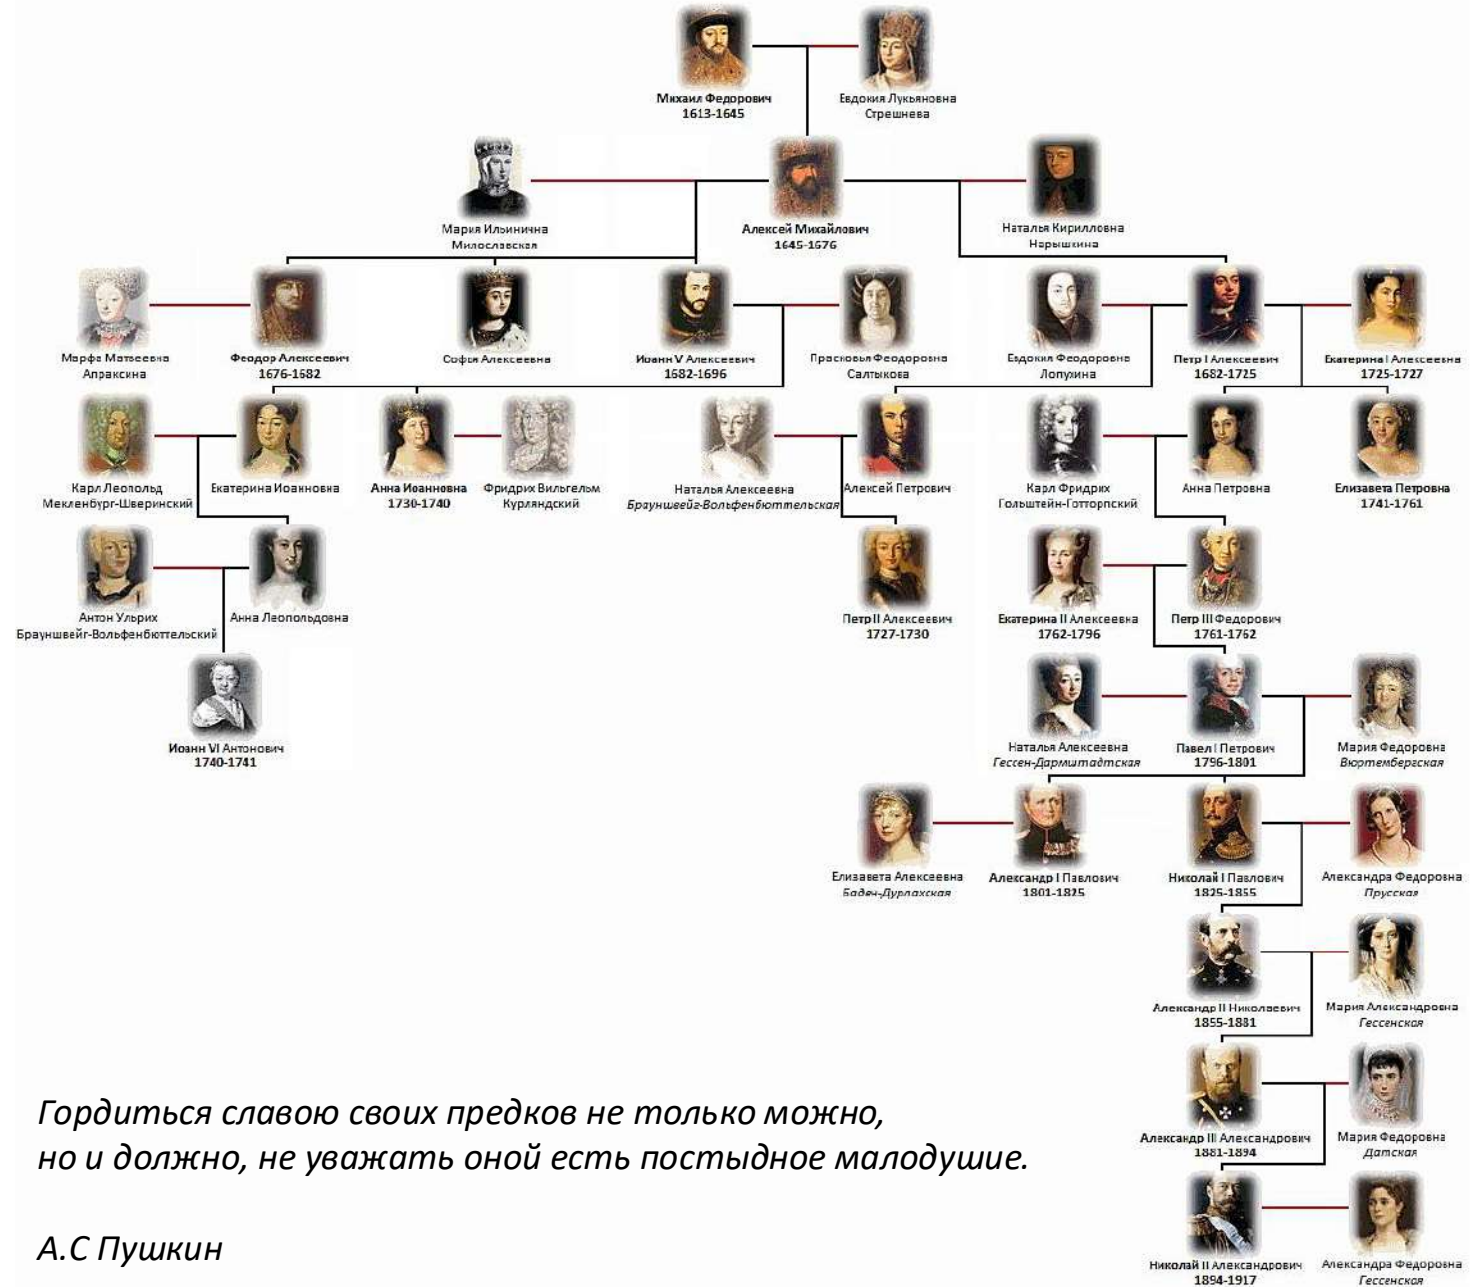 Михаил Федорович
1613-1645
Евдокия Лукьяновна
Стрешнева
Мария Ильинична
Милославская
Алексей Михайлович
1645-1676
Наталья Кирилловна
Нарышкина
Марфа Матвеевна
Апраксина
Феодор Алексеевич
1676-1682
Софья Алексеевна
Иоанн V Алексеевич
1682-1696
Прасковья Феодоровна
Салтыкова
Евдокия Феодоровна
Лопухина
Петр I Алексеевич
1682-1725
Екатерина I Алексеевна
1725-1727
Карл Леопольд
Мекленбург-Шверинский
Екатерина Иоанновна
Анна Иоанновна
1730-1740
Фридрих Вильгельм
Курляндский
Наталья Алексеевна
Брауншвейг-Вольфенбюттельская
Алексей Петрович
Карл Фридрих
Гольштейн-Готторпский
Анна Петровна
Елизавета Петровна
1741-1761
Антон Ульрих
Брауншвейг-Вольфенбюттельский
Анна Леопольдовна
Петр II Алексеевич
1727-1730
Екатерина II Алексеевна
1762-1796
Петр III Федорович
1761-1762
Иоанн VI Антонович
1740-1741
Наталья Алексеевна
Гессен-Дармштадтская
Павел I Петрович
1796-1801
Мария Федоровна
Вюртембергская
Елизавета Алексеевна
Баден-Дурлахская
Александр I Павлович
1801-1825
Николай I Павлович
1825-1855
Александра Федоровна
Прусская
Александр II Николаевич
1855-1881
Мария Александровна
Гессенская
Александр III Александрович
1881-1894
Мария Федоровна
Датская
Николай II Александрович
1894-1917
Александра Федоровна
Гессенская
Гордиться славою своих предков не только можно,
но и должно, не уважать оной есть постыдное малодушие.
А.С Пушкин